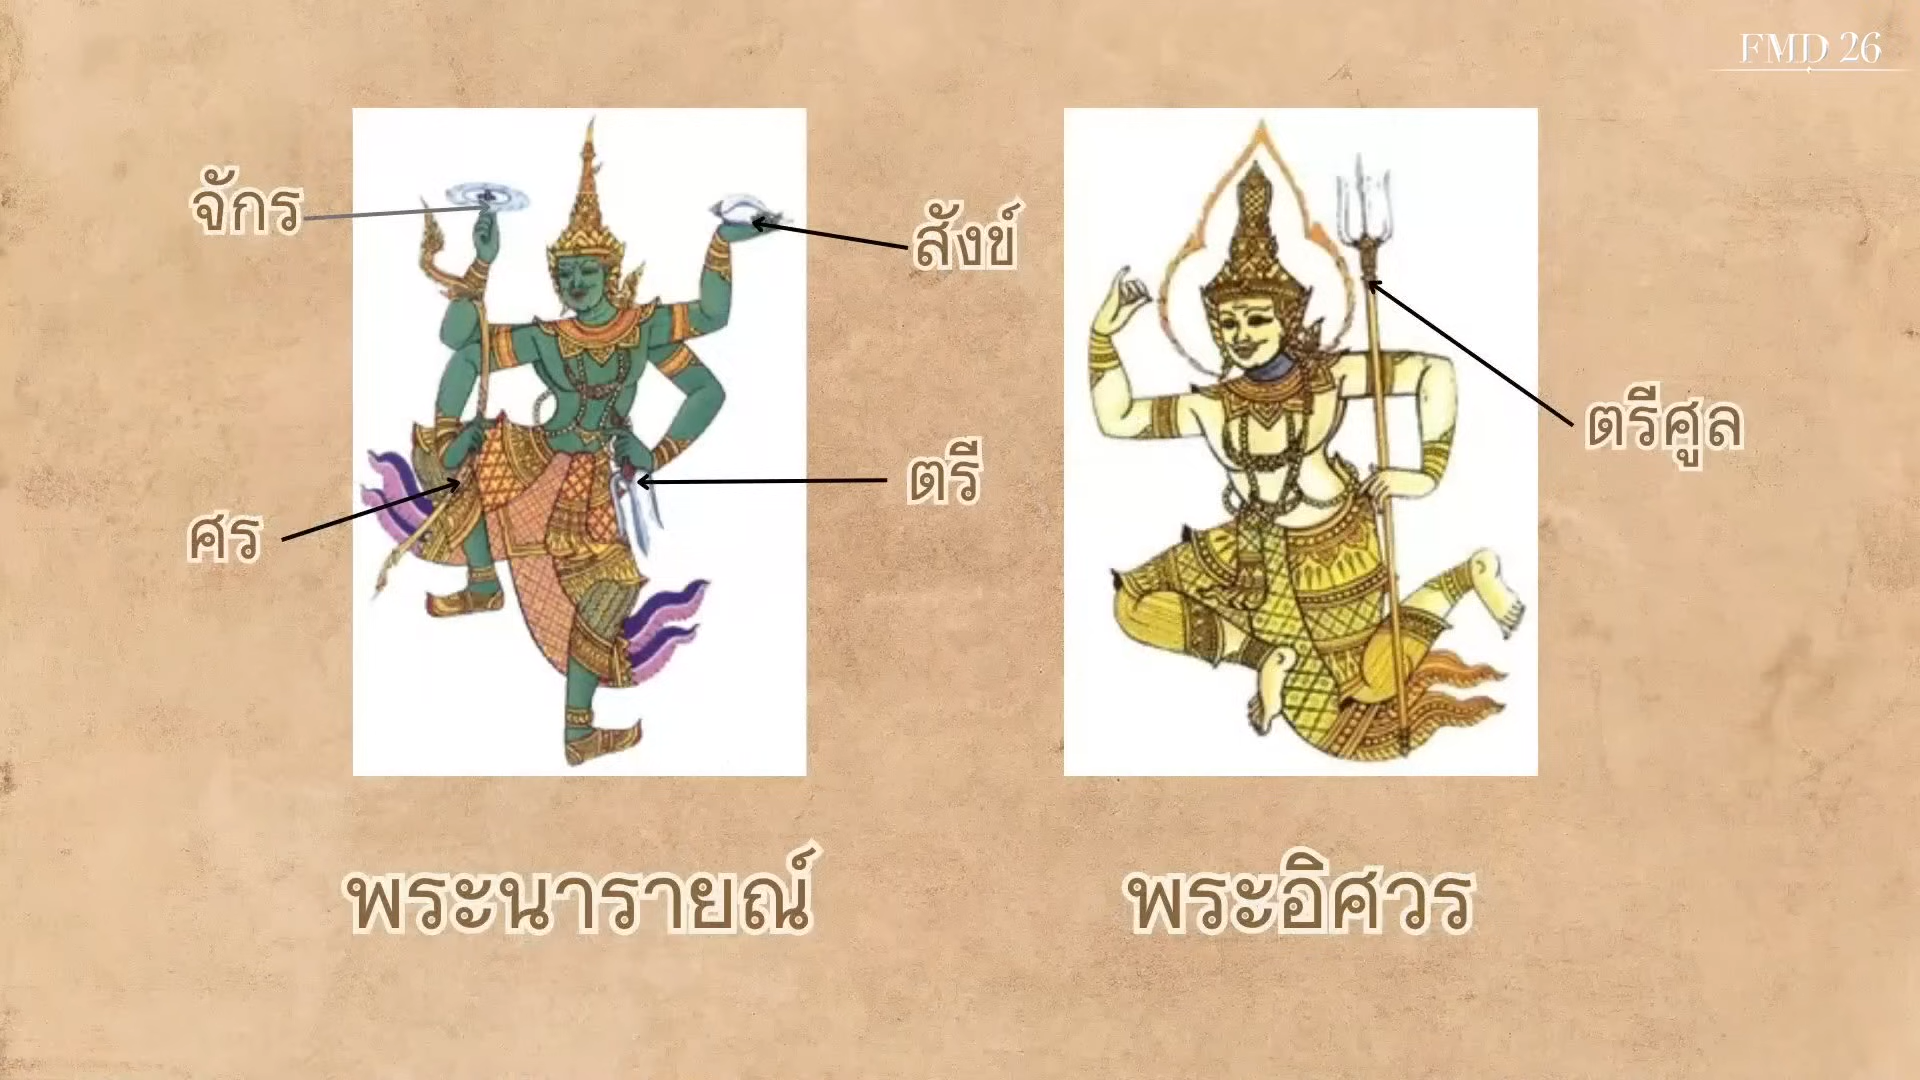 FMD 26
จักร
สังข์
ตรีศูล
ตรี
ศร
พระนารายณ์
พระอิศวร